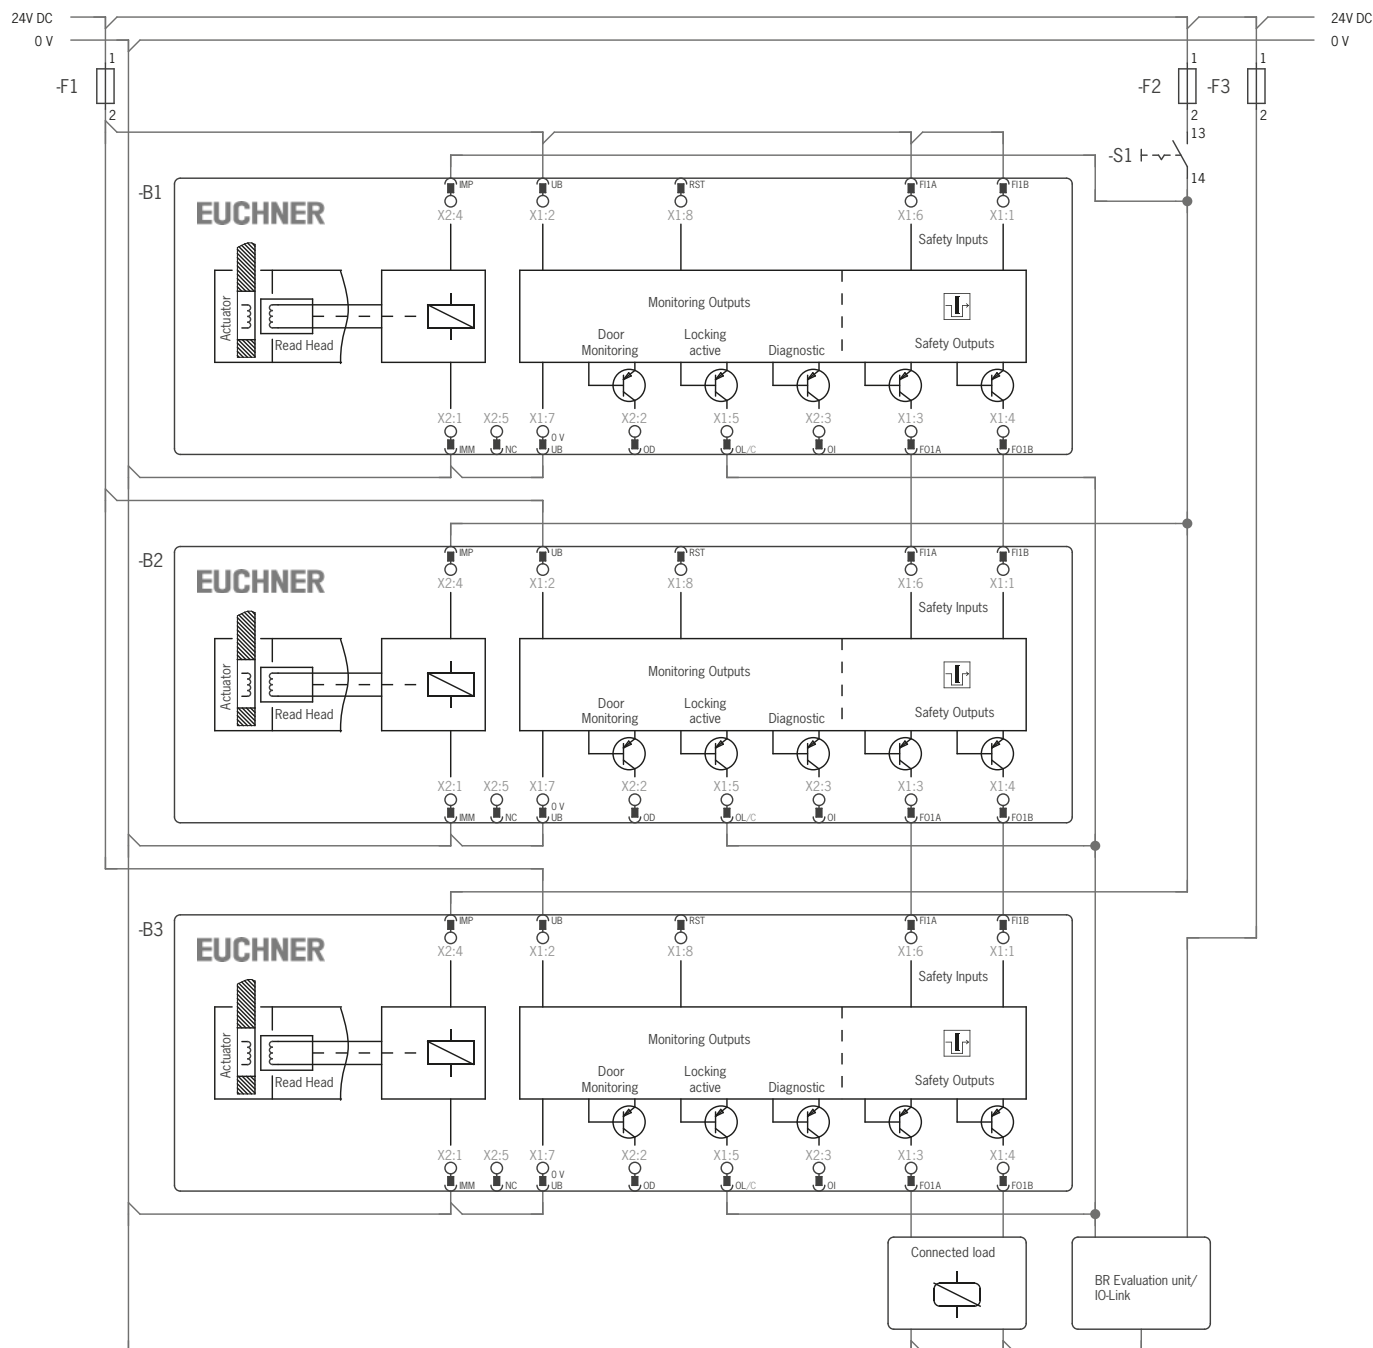 24V DC 24V DC
0 V 0 V
1 1 1
-F1 -F2 -F3
2 2 2
13
-S1
14
-B1
IMP UB RST FI1A FI1B
X2:4 X1:2 X1:8 X1:6 X1:1
EUCHNER
Safety Inputs
Actuator
Read Head
Monitoring Outputs
Door Locking
Monitoring active Diagnostic Safety Outputs
X2:1 X2:5 X1:7 X2:2 X1:5 X2:3 X1:3 X1:4
0 V
IMM NC UB OD OL/C OI FO1A FO1B
-B2
IMP UB RST FI1A FI1B
X2:4 X1:2 X1:8 X1:6 X1:1
EUCHNER
Safety Inputs
Actuator
Read Head
Monitoring Outputs
Door Locking
Monitoring active Diagnostic Safety Outputs
X2:1 X2:5 X1:7 X2:2 X1:5 X2:3 X1:3 X1:4
0 V
IMM NC UB OD OL/C OI FO1A FO1B
-B3
IMP UB RST FI1A FI1B
X2:4 X1:2 X1:8 X1:6 X1:1
EUCHNER
Safety Inputs
Actuator
Read Head
Monitoring Outputs
Door Locking
Monitoring active Diagnostic Safety Outputs
X2:1 X2:5 X1:7 X2:2 X1:5 X2:3 X1:3 X1:4
0 V
IMM NC UB OD OL/C OI FO1A FO1B
Connected load
BR Evaluation unit/
IO-Link